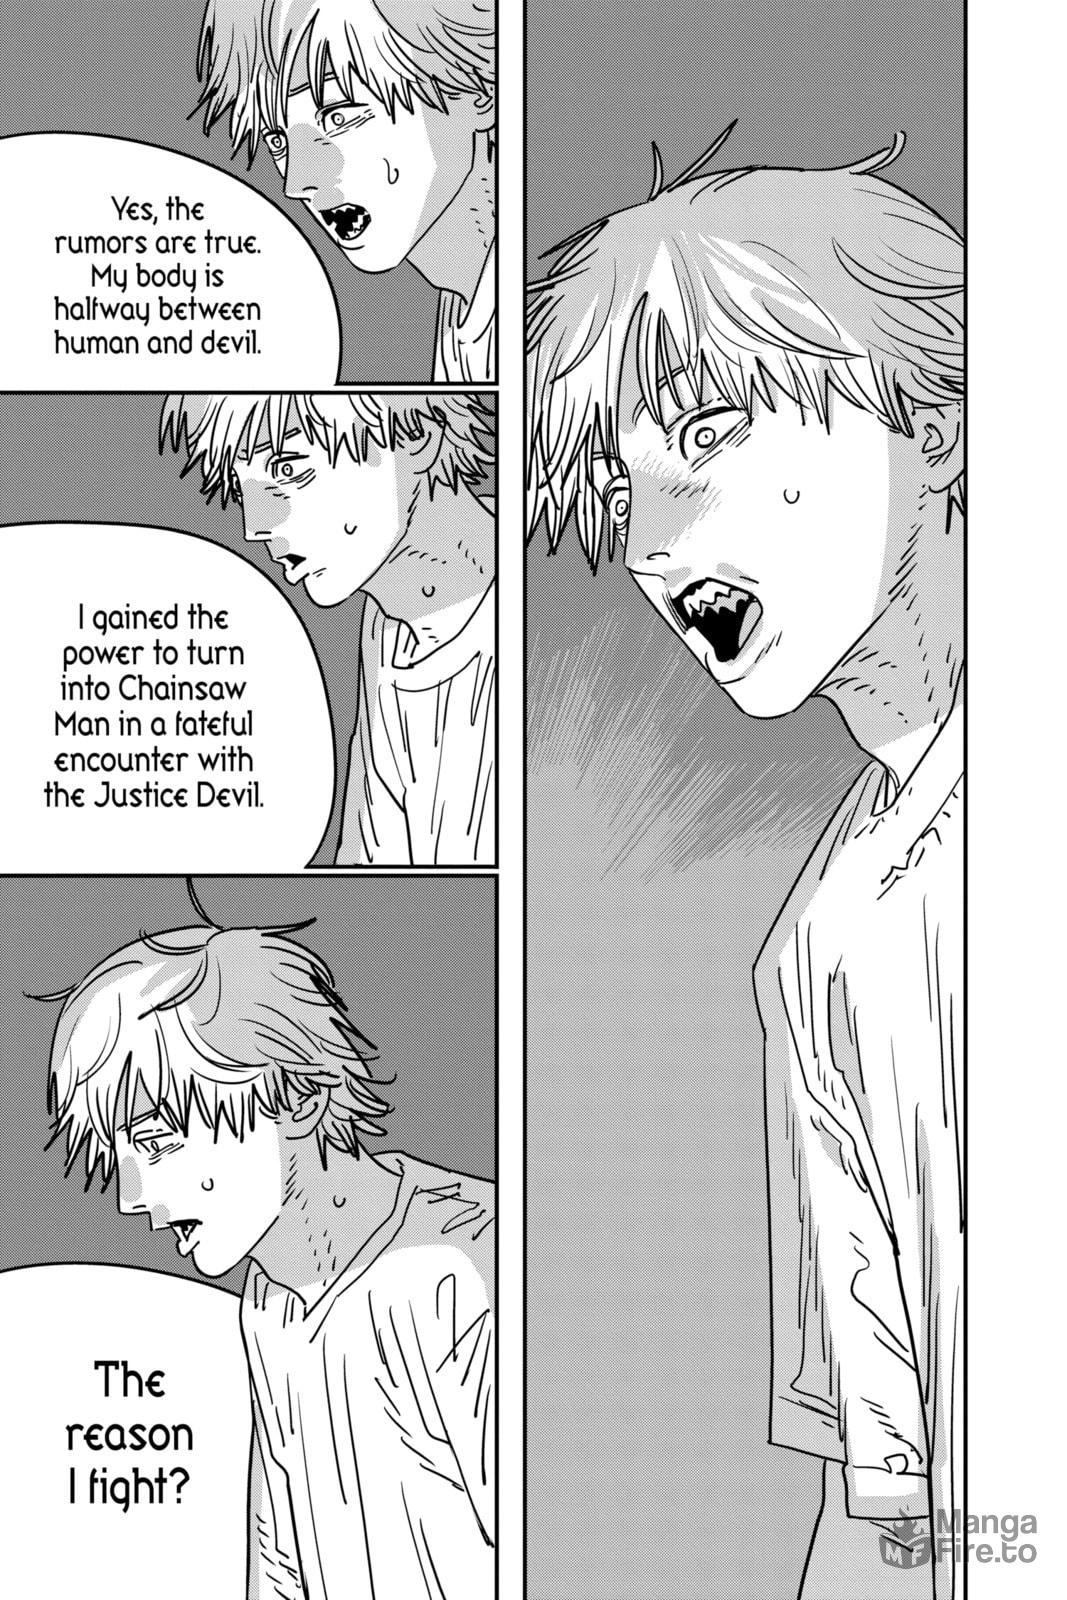 Yes, the
rumors are true.
My body is
halfway between
human and devil.
I gained the
power to turn
into Chainsaw
Man in a fateful
encounter with
the Justice Devil.
The
reason
I fight?
MF
Manga
Fire.to